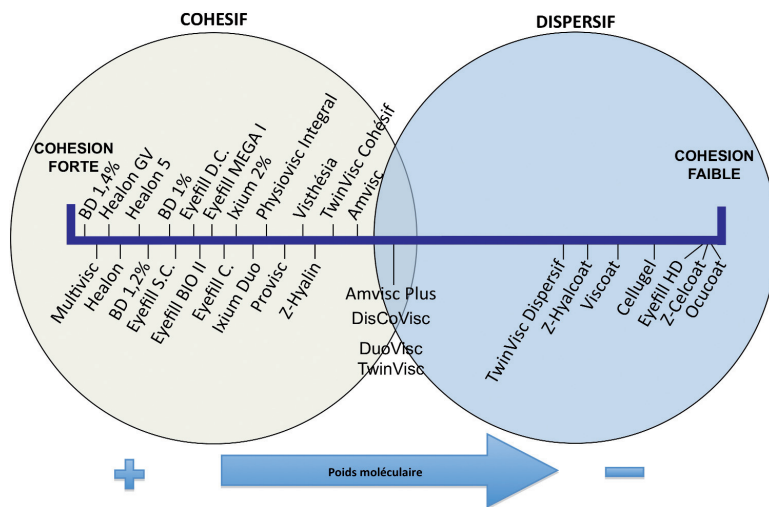 COHESIF
DISPERSIF
COHESION
FORTE
COHESION
FAIBLE
BD 1,4%
Healon GV
Healon 5
BD 1%
Eyefill D.C.
Eyefill MEGA I
Ixium 2%
Physiovisc Integral
Visthésia
TwinVisc Cohésif
Amvisc
Multivisc
Healon
BD 1,2%
Eyefill S.C.
Eyefill BIO II
Eyefill C.
Ixium Duo
Provisc
Z-Hyalin
Amvisc Plus
DisCoVisc
DuoVisc
TwinVisc
TwinVisc Dispersif
Z-Hyalcoat
Viscoat
Cellugel
Eyefill HD
Z-Celcoat
Ocucoat
Poids moléculaire